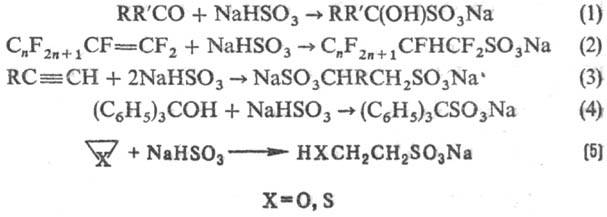 RR′CO + NaHSO₃ → RR′C(OH)SO₃Na (1)
CₙF₂ₙ₊₁CF=CF₂ + NaHSO₃ → CₙF₂ₙ₊₁CFHCF₂SO₃Na (2)
RC≡CH + 2NaHSO₃ → NaSO₃CHRCH₂SO₃Na (3)
(C₆H₅)₃COH + NaHSO₃ → (C₆H₅)₃CSO₃Na (4)
X + NaHSO₃ → HXCH₂CH₂SO₃Na [5]
X=O, S